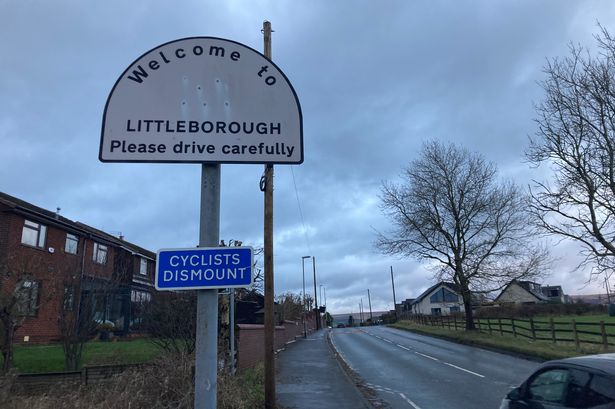 Welcome to
LITTLEBOROUGH
Please drive carefully
CYCLISTS
DISMOUNT